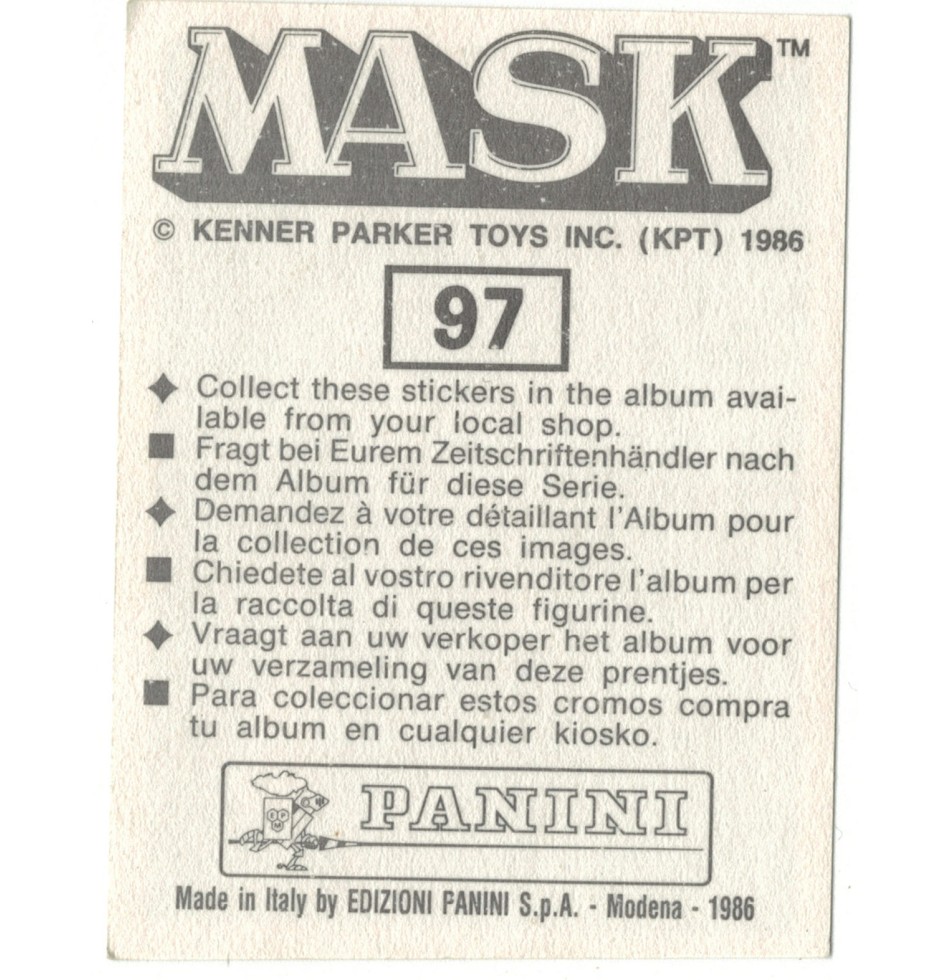 MASK™
© KENNER PARKER TOYS INC. (KPT) 1986
97
Collect these stickers in the album avai-
lable from your local shop.
Fragt bei Eurem Zeitschriftenhändler nach
dem Album für diese Serie.
Demandez à votre détaillant l'Album pour
la collection de ces images.
Chiedete al vostro rivenditore l'album per
la raccolta di queste figurine.
Vraagt aan uw verkoper het album voor
uw verzameling van deze prentjes.
Para coleccionar estos cromos compra
tu album en cualquier kiosko.
PANINI
Made in Italy by EDIZIONI PANINI S.p.A. - Modena - 1986